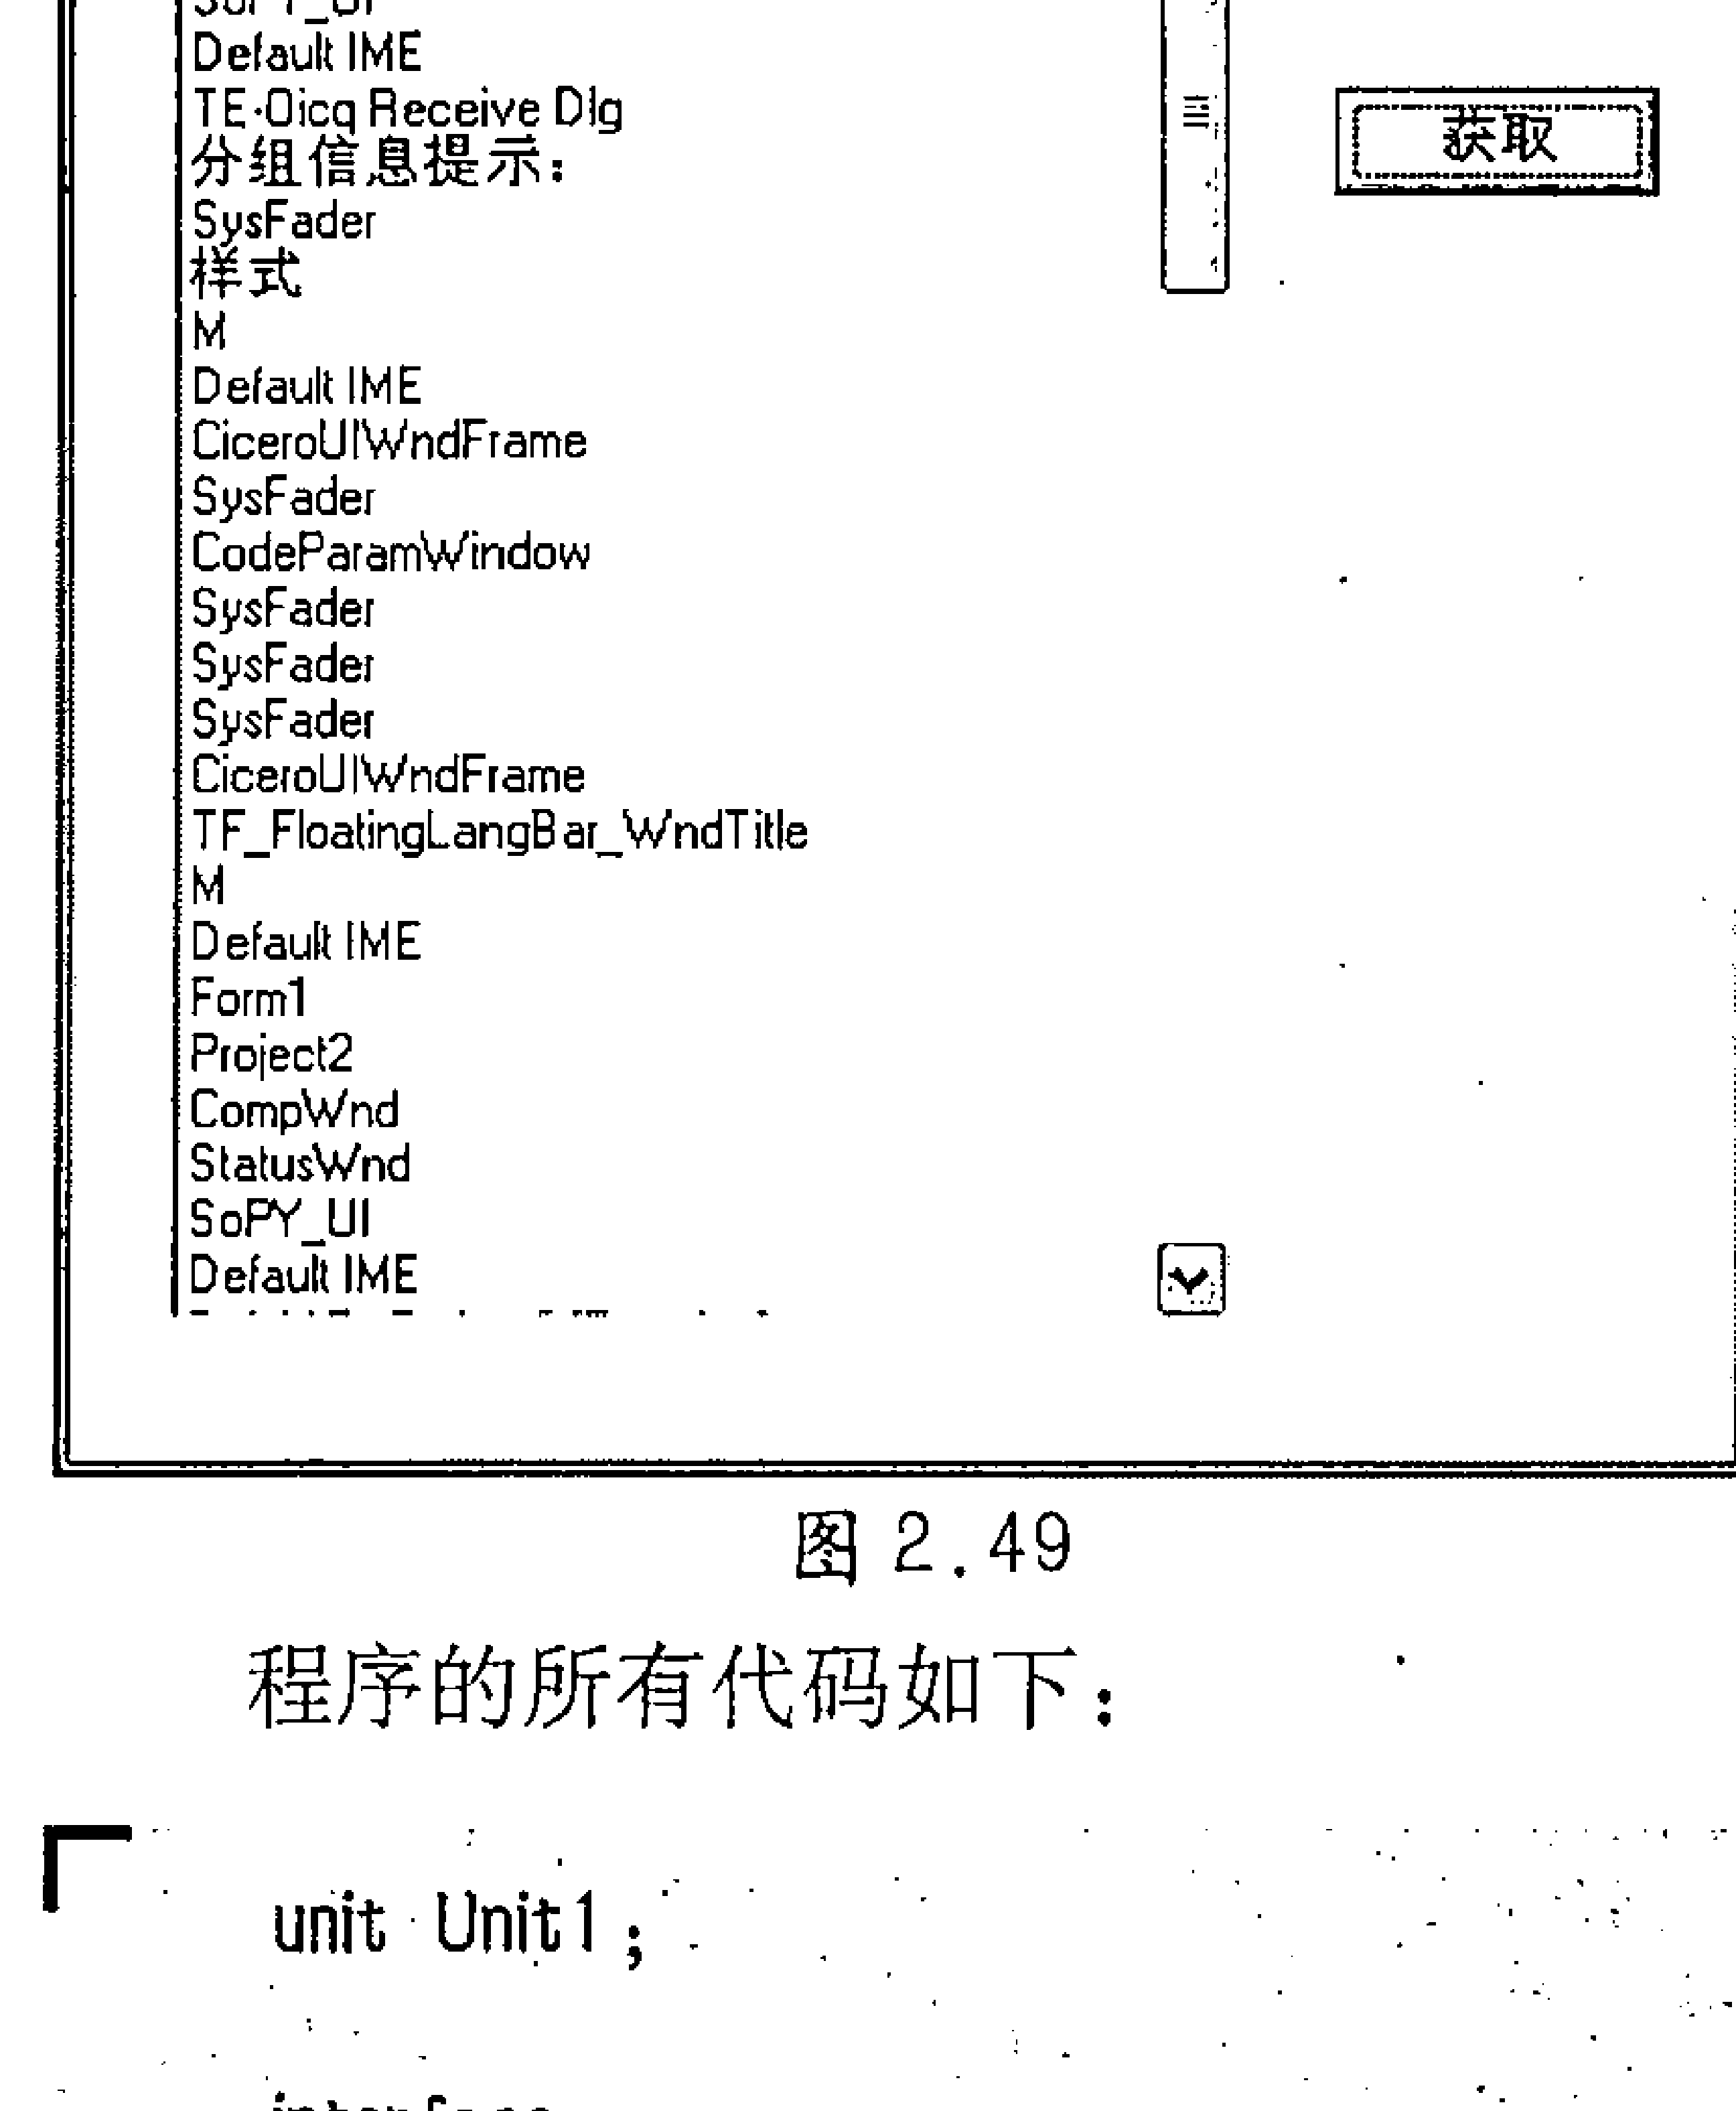 SoPY_UI
Default IME
TE·Oicq Receive Dlg
获取
分组信息提示：
SysFader
样式
M
Default IME
CiceroUIWndFrame
SysFader
CodeParamWindow
SysFader
SysFader
SysFader
CiceroUIWndFrame
TF_FloatingLangBar_WndTitle
M
Default IME
Form1
Project2
CompWnd
StatusWnd
SoPY_UI
Default IME
图 2.49
程序的所有代码如下：
unit Unit1;
interface